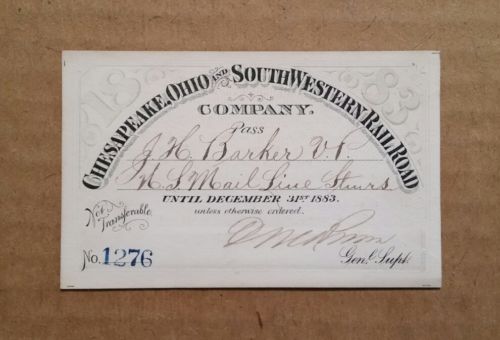 1883
CHESAPEAKE, OHIO AND SOUTHWESTERN RAIL ROAD
COMPANY.
Pass
J. H. Barker V.P.
U.S. Mail Line Stmrs
UNTIL DECEMBER 31ST 1883.
unless otherwise ordered.
Not Transferable.
No. 1276
Genl. Supt.